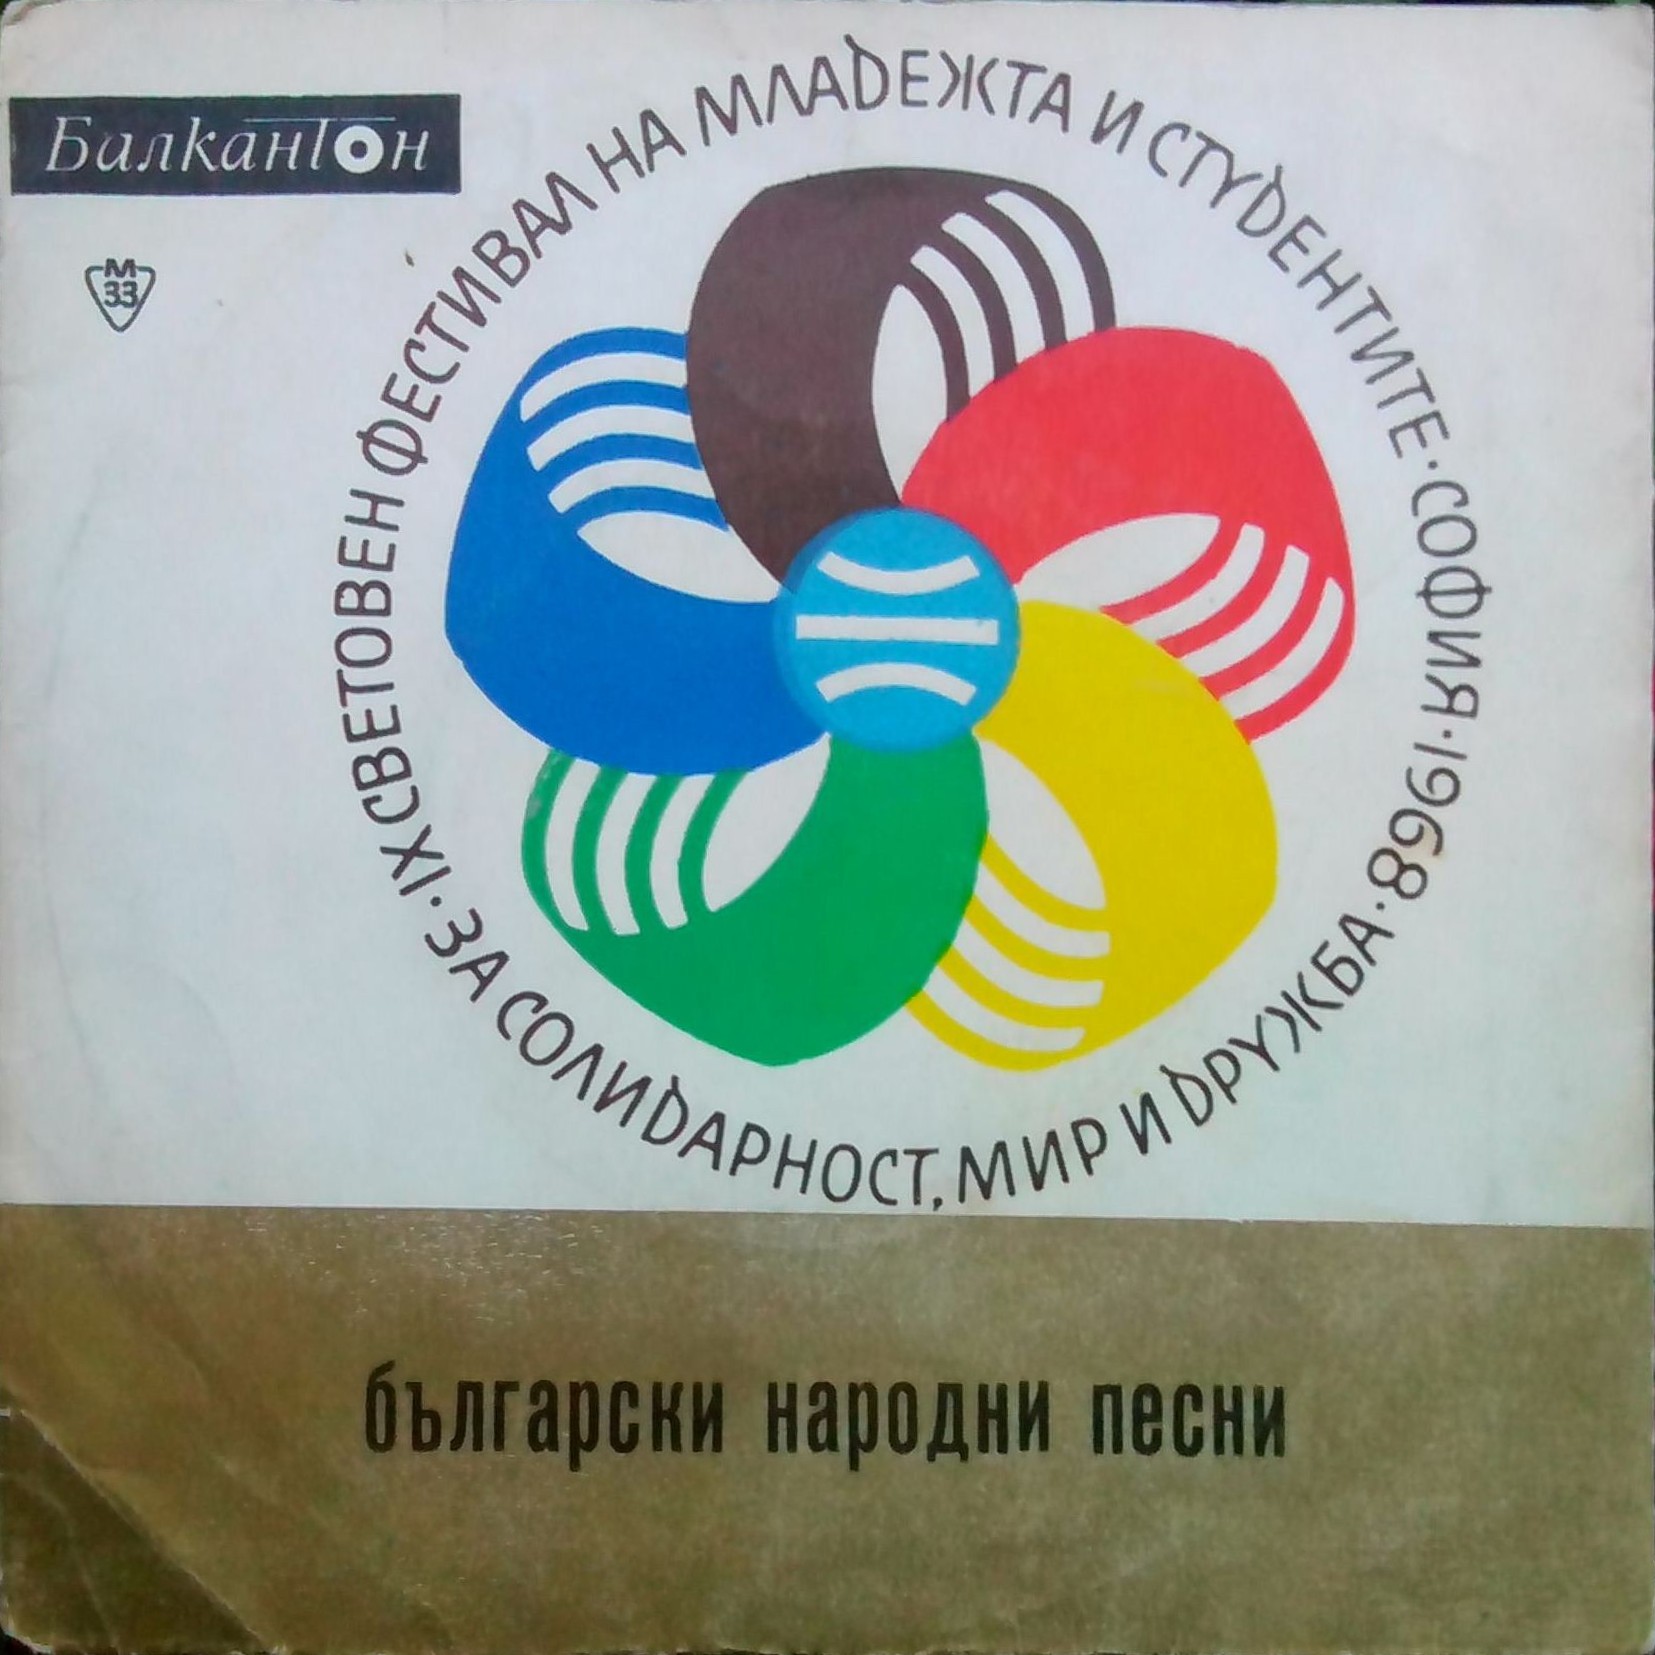 Балкантон
М
33
IX СВЕТОВЕН ФЕСТИВАЛ НА МЛАДЕЖТА И СТУДЕНТИТЕ · СОФИЯ · 1968 ·
ЗА СОЛИДАРНОСТ, МИР И ДРУЖБА ·
български народни песни